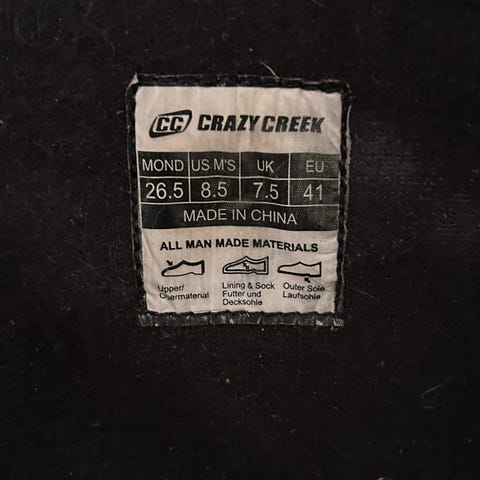 CC CRAZY CREEK
MOND US M'S UK EU
26.5 8.5 7.5 41
MADE IN CHINA
ALL MAN MADE MATERIALS
Upper/ Lining & Sock Outer Sole
Obermaterial Futter und Laufsohle
Decksohle